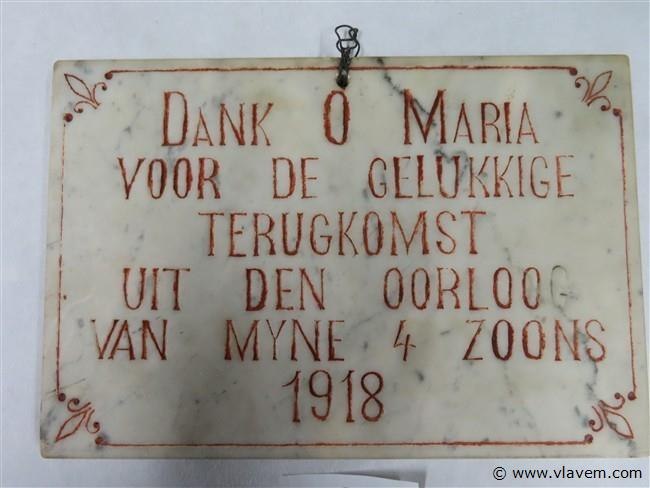 DANK O MARIA
VOOR DE GELUKKIGE
TERUGKOMST
UIT DEN OORLOOG
VAN MYNE 4 ZOONS
1918
© www.vlavem.com